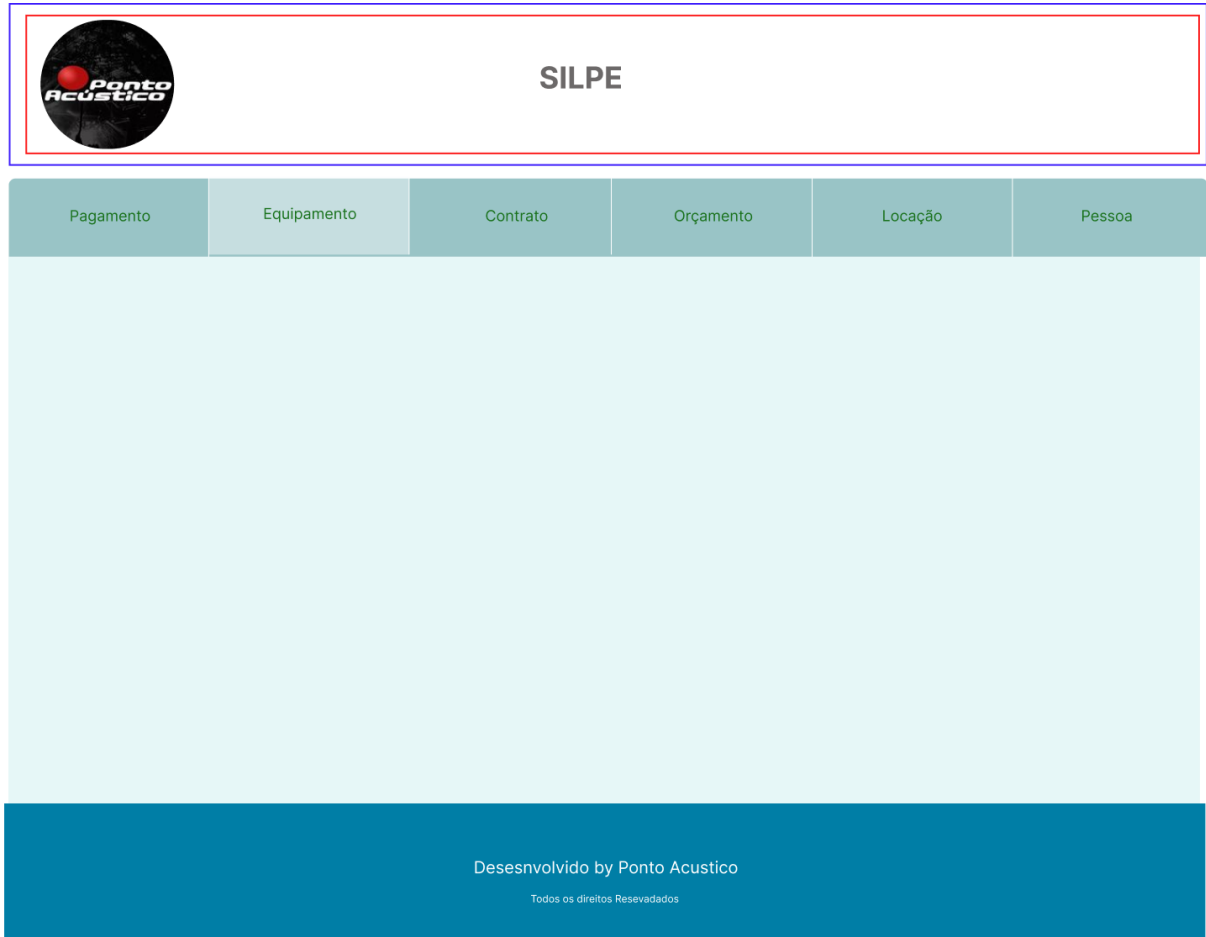 Ponto
Acústico
SILPE
Pagamento
Equipamento
Contrato
Orçamento
Locação
Pessoa
Desesnvolvido by Ponto Acustico
Todos os direitos Resevadados